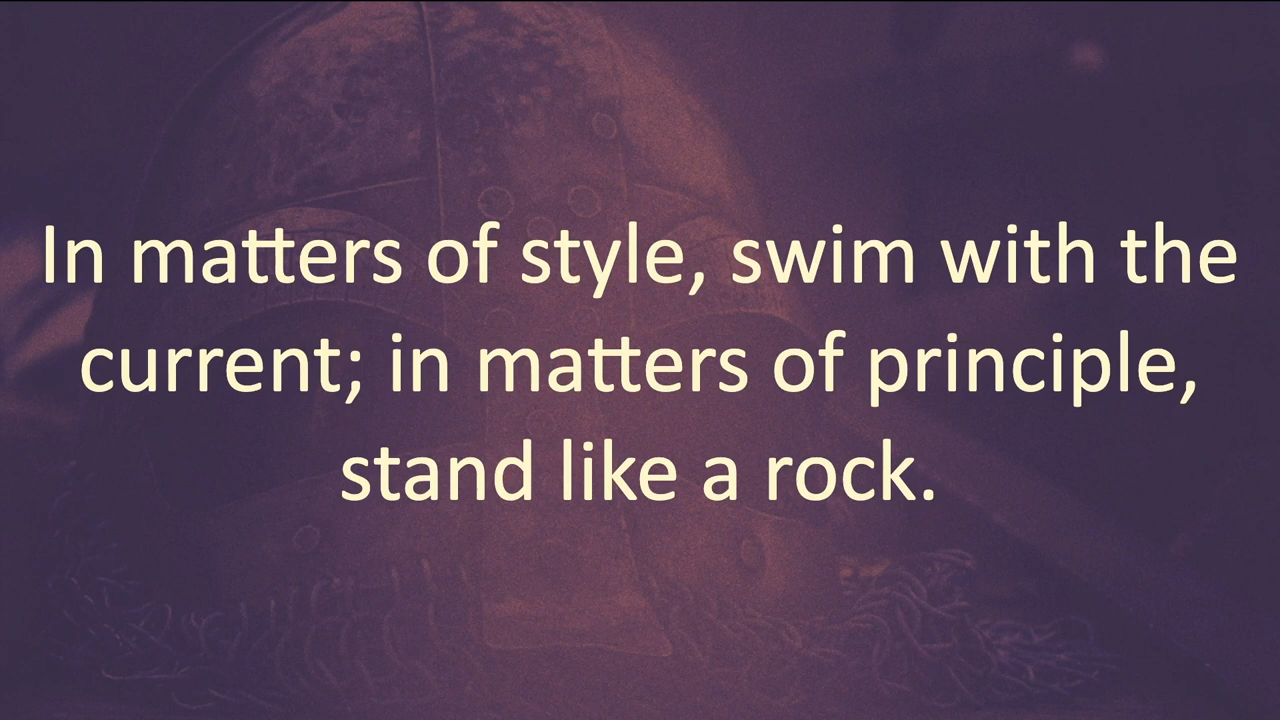 In matters of style, swim with the
current; in matters of principle,
stand like a rock.